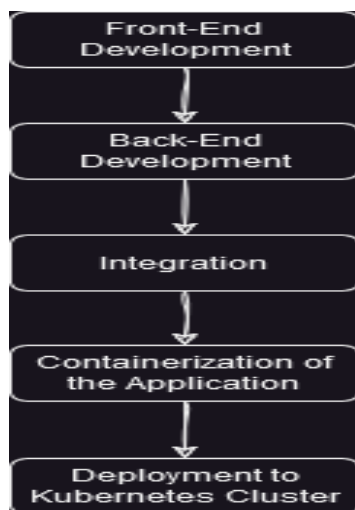 Front-End
Development
Back-End
Development
Integration
Containerization of
the Application
Deployment to
Kubernetes Cluster